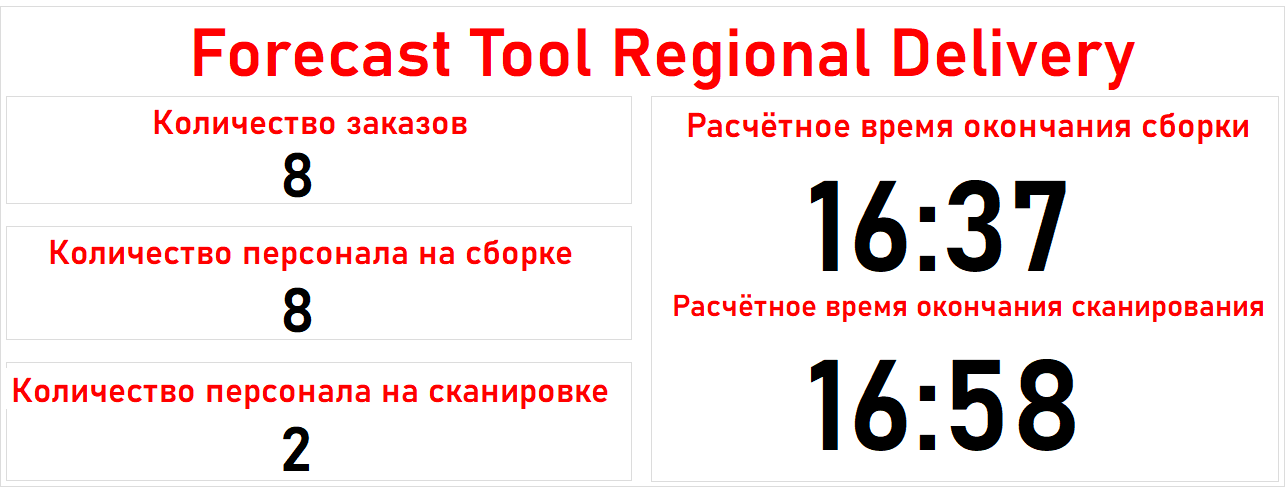 Forecast Tool Regional Delivery
Количество заказов
8
Количество персонала на сборке
8
Количество персонала на сканировке
2
Расчётное время окончания сборки
16:37
Расчётное время окончания сканирования
16:58